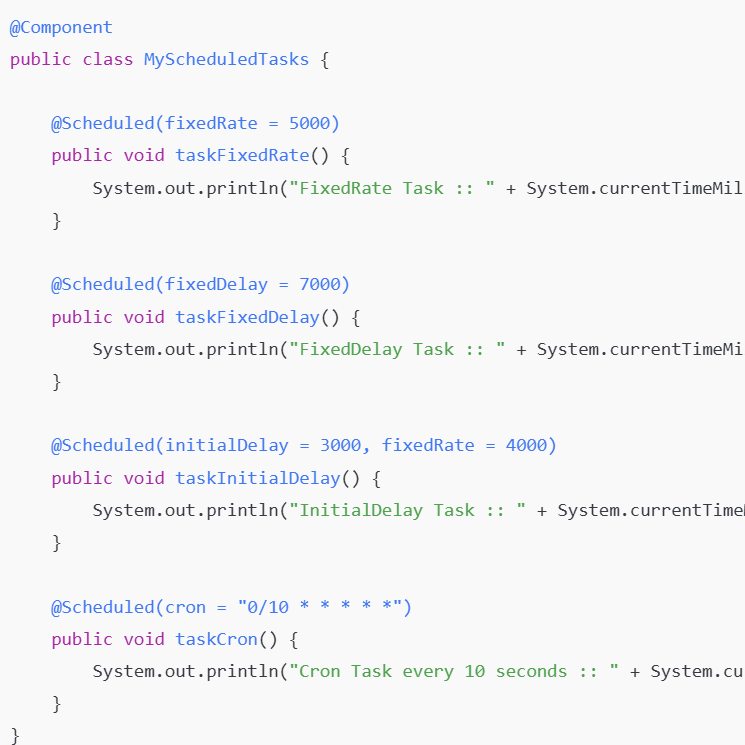 @Component
public class MyScheduledTasks {
@Scheduled(fixedRate = 5000)
public void taskFixedRate() {
System.out.println("FixedRate Task :: " + System.currentTimeMil
}
@Scheduled(fixedDelay = 7000)
public void taskFixedDelay() {
System.out.println("FixedDelay Task :: " + System.currentTimeMi
}
@Scheduled(initialDelay = 3000, fixedRate = 4000)
public void taskInitialDelay() {
System.out.println("InitialDelay Task :: " + System.currentTime
}
@Scheduled(cron = "0/10 * * * * *")
public void taskCron() {
System.out.println("Cron Task every 10 seconds :: " + System.cu
}
}